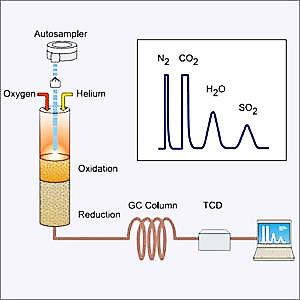 Autosampler
N2
CO2
H2O
SO2
Oxygen
Helium
Oxidation
Reduction
GC Column
TCD